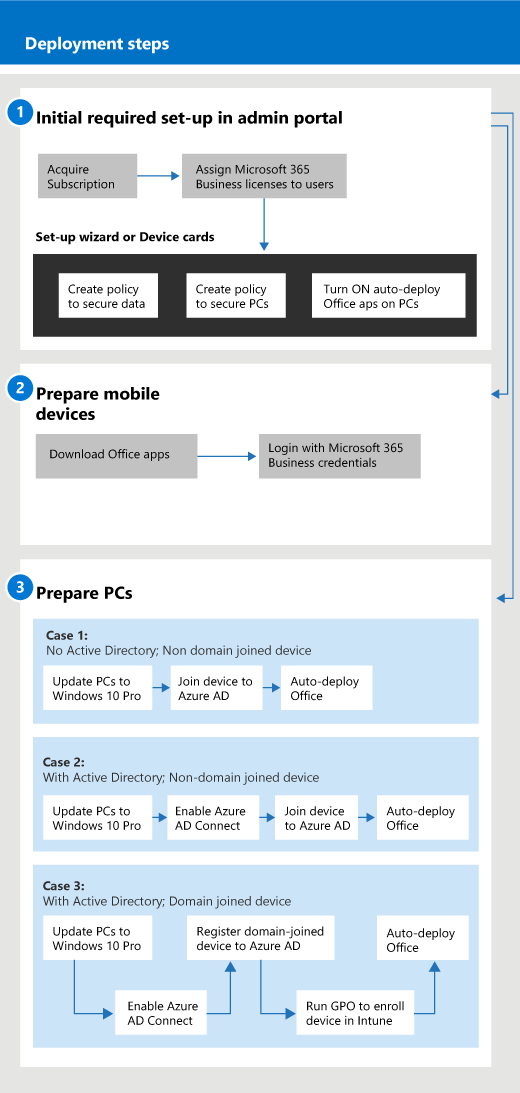 Deployment steps
1
Initial required set-up in admin portal
Acquire
Subscription
Assign Microsoft 365
Business licenses to users
Set-up wizard or Device cards
Create policy
to secure data
Create policy
to secure PCs
Turn ON auto-deploy
Office aps on PCs
2
Prepare mobile
devices
Download Office apps
Login with Microsoft 365
Business credentials
3
Prepare PCs
Case 1:
No Active Directory; Non domain joined device
Update PCs to
Windows 10 Pro
Join device to
Azure AD
Auto-deploy
Office
Case 2:
With Active Directory; Non-domain joined device
Update PCs to
Windows 10 Pro
Enable Azure
AD Connect
Join device
to Azure AD
Auto-deploy
Office
Case 3:
With Active Directory; Domain joined device
Update PCs to
Windows 10 Pro
Enable Azure
AD Connect
Register domain-joined
device to Azure AD
Run GPO to enroll
device in Intune
Auto-deploy
Office